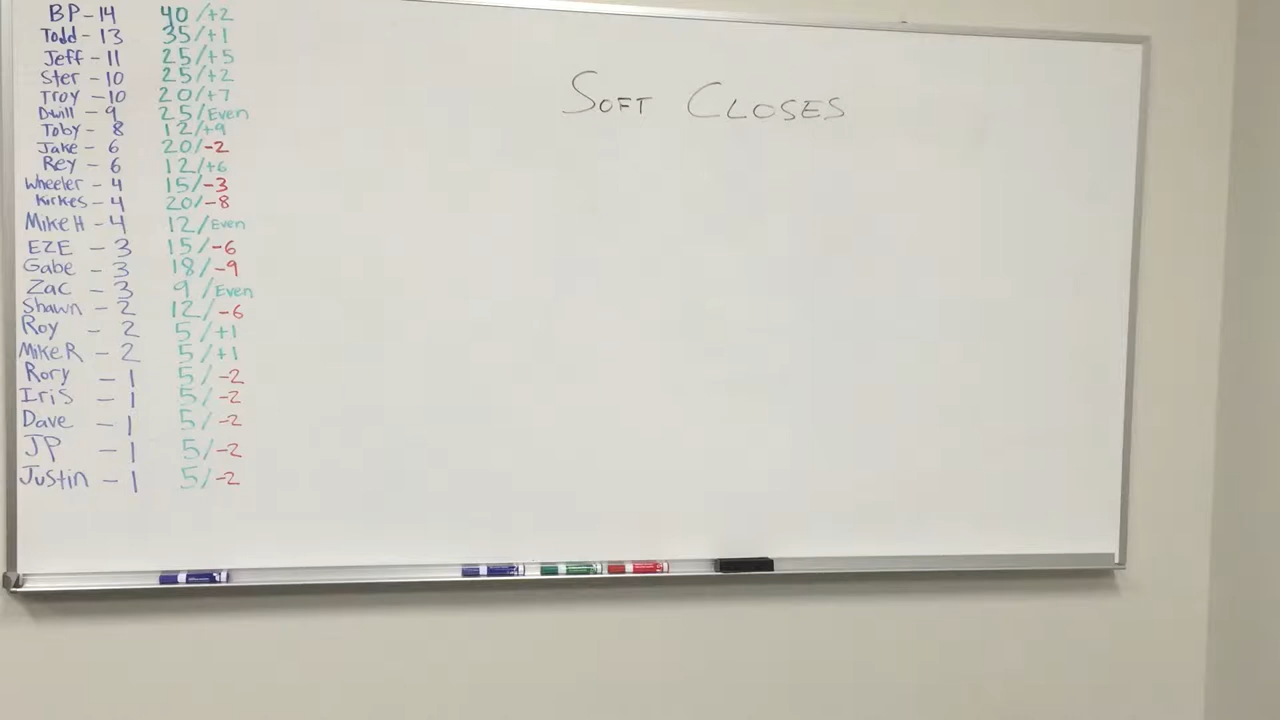 BP - 14 40/+2
Todd - 13 35/+1
Jeff - 11 25/+5
Ster - 10 25/+2
Troy - 10 20/+7
Dwill - 9 25/Even
Toby - 8 12/+9
Jake - 6 20/-2
Rey - 6 12/+6
Wheeler - 4 15/-3
Kirkes - 4 20/-8
Mike H - 4 12/Even
EZE - 3 15/-6
Gabe - 3 18/-9
Zac - 3 9/Even
Shawn - 2 12/-6
Roy - 2 5/+1
Mike R - 2 5/+1
Rory - 1 5/-2
Iris - 1 5/-2
Dave - 1 5/-2
JP - 1 5/-2
Justin - 1 5/-2
SOFT CLOSES